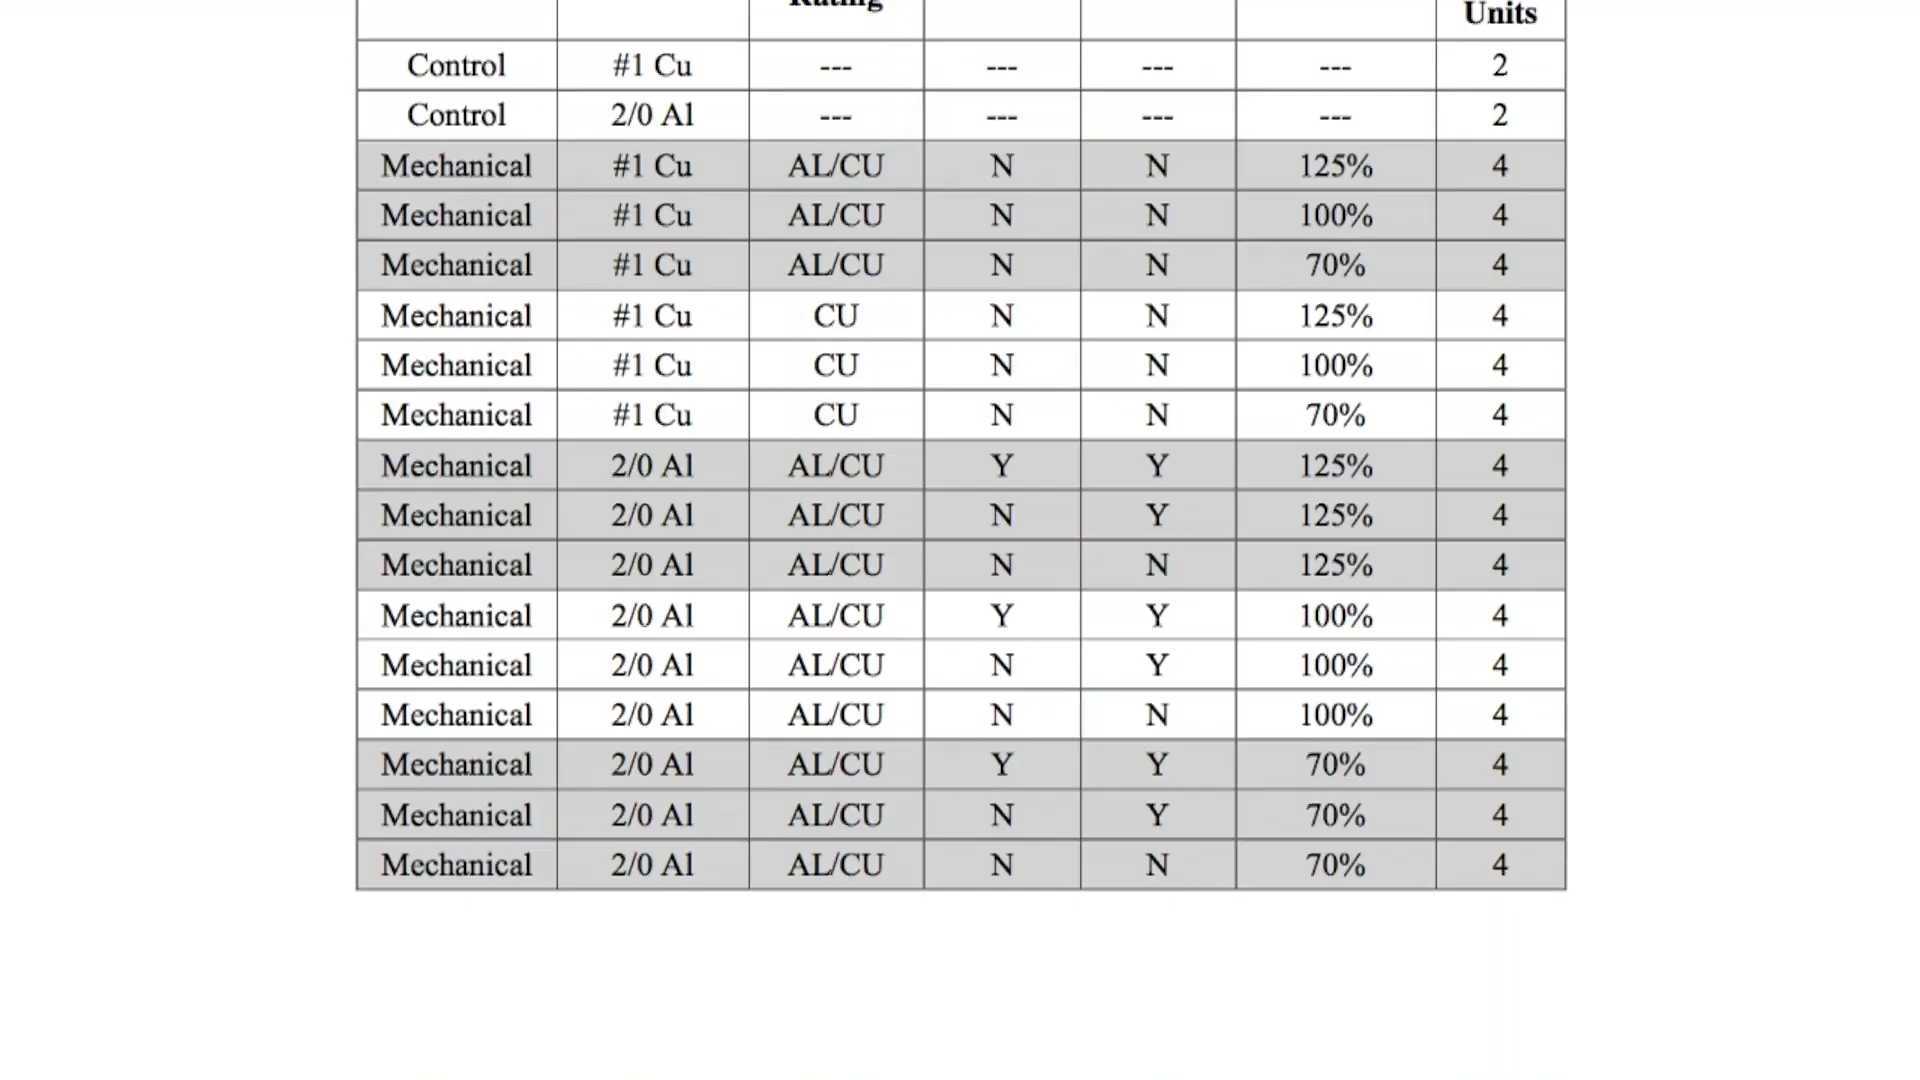 Rating
Units
Control #1 Cu --- --- --- --- 2
Control 2/0 Al --- --- --- --- 2
Mechanical #1 Cu AL/CU N N 125% 4
Mechanical #1 Cu AL/CU N N 100% 4
Mechanical #1 Cu AL/CU N N 70% 4
Mechanical #1 Cu CU N N 125% 4
Mechanical #1 Cu CU N N 100% 4
Mechanical #1 Cu CU N N 70% 4
Mechanical 2/0 Al AL/CU Y Y 125% 4
Mechanical 2/0 Al AL/CU N Y 125% 4
Mechanical 2/0 Al AL/CU N N 125% 4
Mechanical 2/0 Al AL/CU Y Y 100% 4
Mechanical 2/0 Al AL/CU N Y 100% 4
Mechanical 2/0 Al AL/CU N N 100% 4
Mechanical 2/0 Al AL/CU Y Y 70% 4
Mechanical 2/0 Al AL/CU N Y 70% 4
Mechanical 2/0 Al AL/CU N N 70% 4